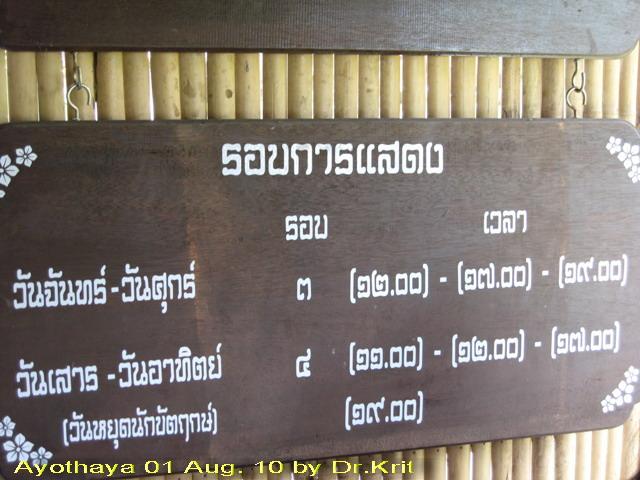 รอบการแสดง
รอบ เวลา
วันจันทร์ - วันศุกร์ ๓ (๑๒.๐๐) - (๑๗.๐๐) - (๑๙.๐๐)
วันเสาร - วันอาทิตย์ ๔ (๑๑.๐๐) - (๑๒.๐๐) - (๑๗.๐๐)
(วันหยุดนักขัตฤกษ์) (๑๙.๐๐)
Ayothaya 01 Aug. 10 by Dr.Krit